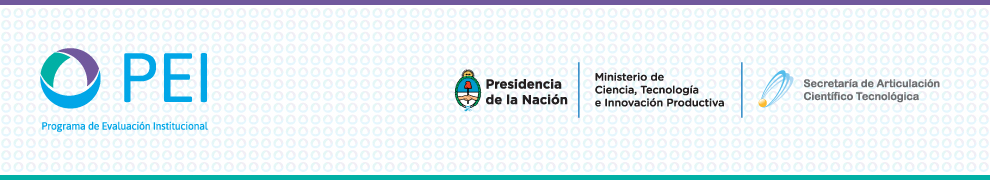 PEI
Programa de Evaluación Institucional
Presidencia
de la Nación
Ministerio de
Ciencia, Tecnología
e Innovación Productiva
Secretaría de Articulación
Científico Tecnológica